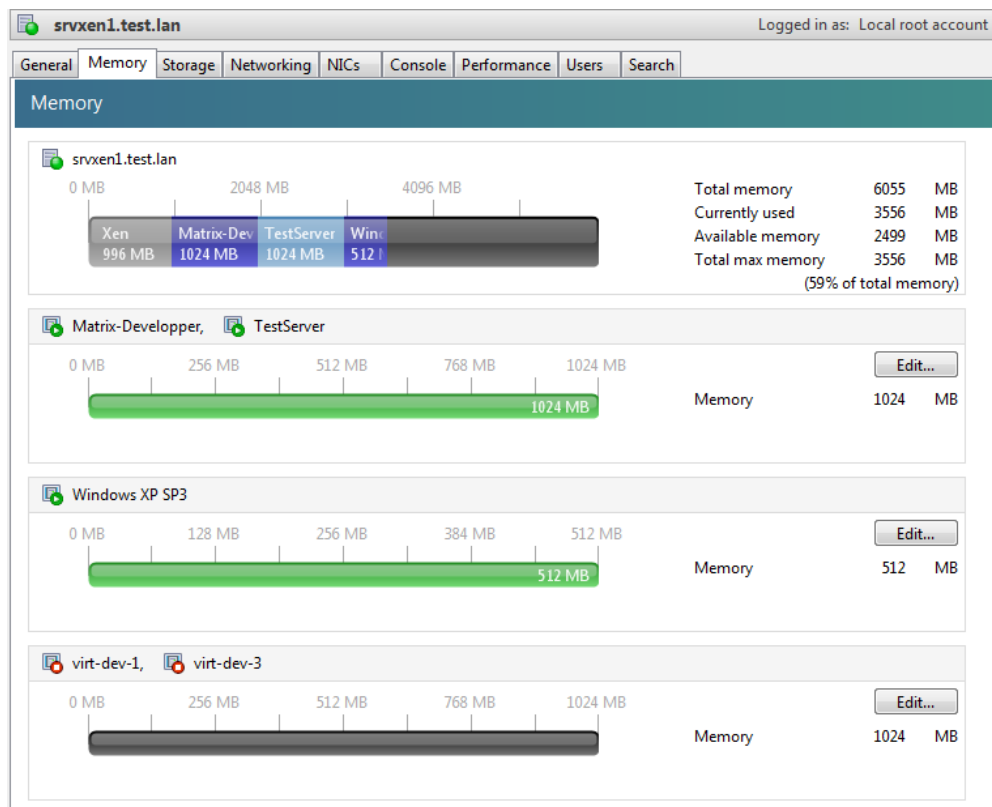 srvxen1.test.lan Logged in as: Local root account
General Memory Storage Networking NICs Console Performance Users Search
Memory
srvxen1.test.lan
0 MB 2048 MB 4096 MB
Xen Matrix-Dev TestServer Win
996 MB 1024 MB 1024 MB 512
Total memory 6055 MB
Currently used 3556 MB
Available memory 2499 MB
Total max memory 3556 MB
(59% of total memory)
Matrix-Developper, TestServer
0 MB 256 MB 512 MB 768 MB 1024 MB
1024 MB
Edit...
Memory 1024 MB
Windows XP SP3
0 MB 128 MB 256 MB 384 MB 512 MB
512 MB
Edit...
Memory 512 MB
virt-dev-1, virt-dev-3
0 MB 256 MB 512 MB 768 MB 1024 MB
Edit...
Memory 1024 MB